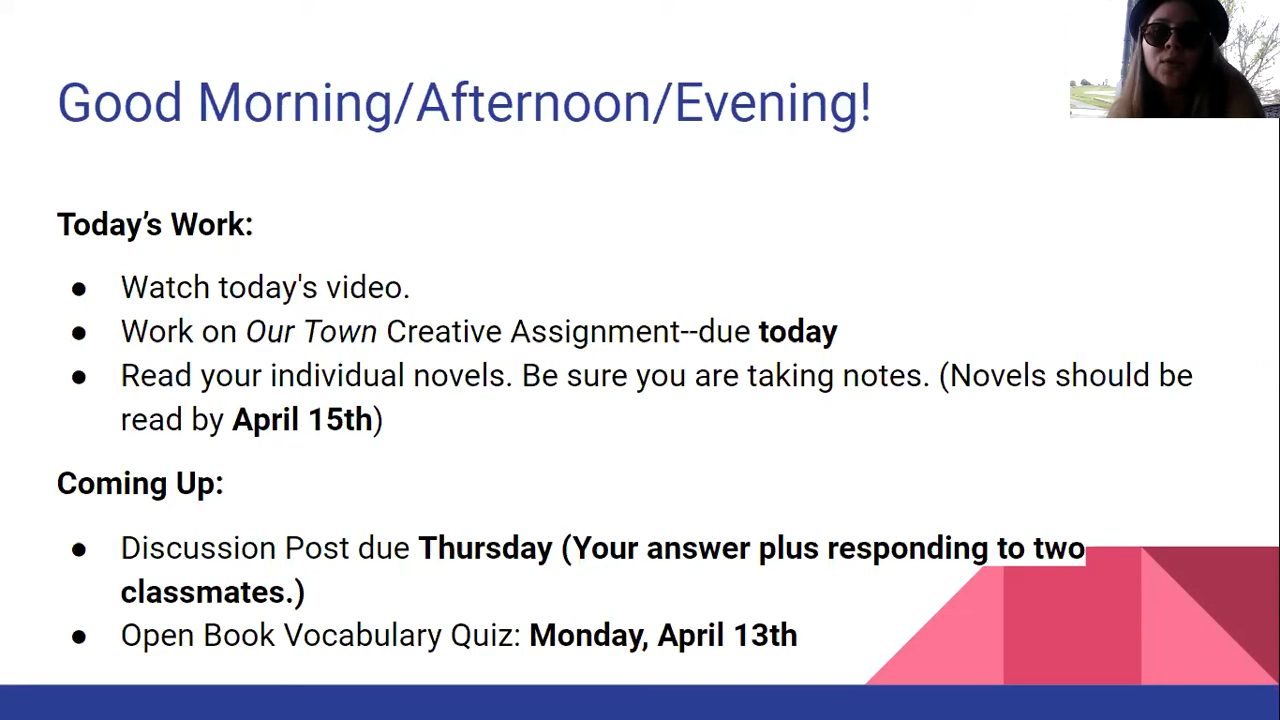 Good Morning/Afternoon/Evening!
Today’s Work:
● Watch today's video.
● Work on Our Town Creative Assignment--due today
● Read your individual novels. Be sure you are taking notes. (Novels should be
read by April 15th)
Coming Up:
● Discussion Post due Thursday (Your answer plus responding to two
classmates.)
● Open Book Vocabulary Quiz: Monday, April 13th